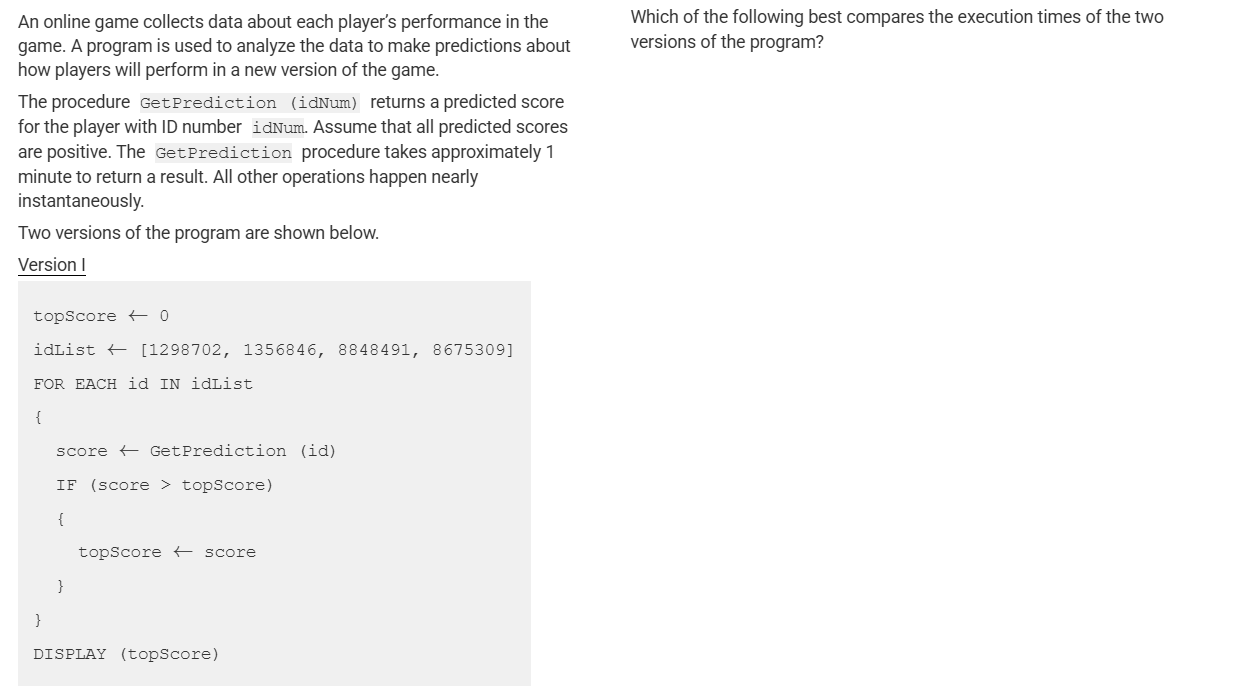 An online game collects data about each player's performance in the
game. A program is used to analyze the data to make predictions about
how players will perform in a new version of the game.
The procedure GetPrediction (idNum) returns a predicted score
for the player with ID number idNum. Assume that all predicted scores
are positive. The GetPrediction procedure takes approximately 1
minute to return a result. All other operations happen nearly
instantaneously.
Two versions of the program are shown below.
Version I
topScore ← 0
idList ← [1298702, 1356846, 8848491, 8675309]
FOR EACH id IN idList
{
score ← GetPrediction (id)
IF (score > topScore)
{
topScore ← score
}
}
DISPLAY (topScore)
Which of the following best compares the execution times of the two
versions of the program?